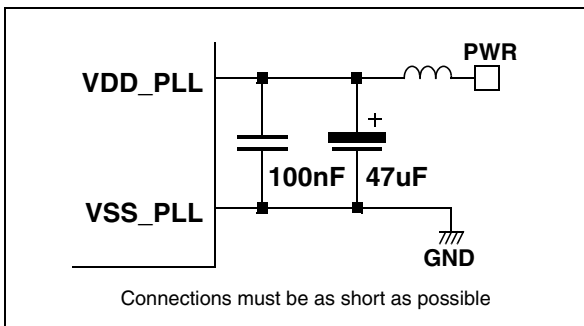 PWR
VDD_PLL
+
100nF 47uF
VSS_PLL
GND
Connections must be as short as possible